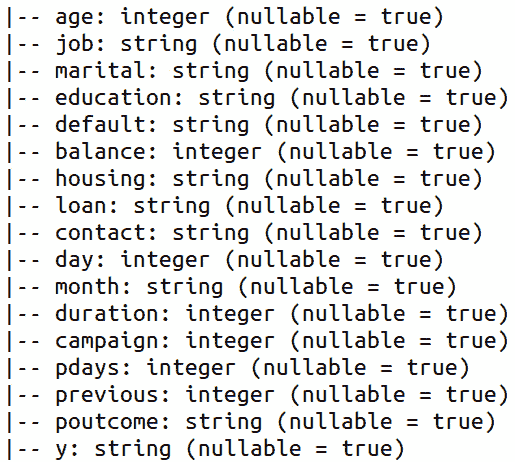 |-- age: integer (nullable = true)
|-- job: string (nullable = true)
|-- marital: string (nullable = true)
|-- education: string (nullable = true)
|-- default: string (nullable = true)
|-- balance: integer (nullable = true)
|-- housing: string (nullable = true)
|-- loan: string (nullable = true)
|-- contact: string (nullable = true)
|-- day: integer (nullable = true)
|-- month: string (nullable = true)
|-- duration: integer (nullable = true)
|-- campaign: integer (nullable = true)
|-- pdays: integer (nullable = true)
|-- previous: integer (nullable = true)
|-- poutcome: string (nullable = true)
|-- y: string (nullable = true)